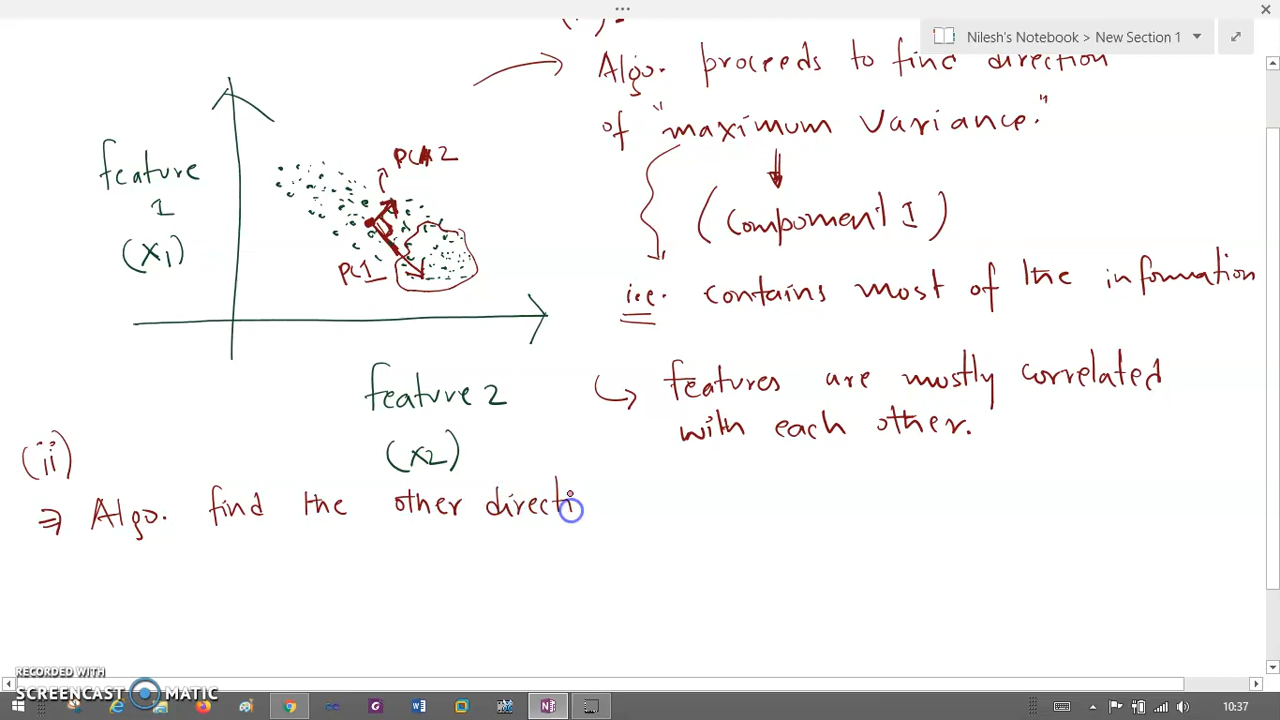 Nilesh's Notebook > New Section 1
Algo. proceeds to find direction
of "maximum variance."
(Component 1)
i.e. contains most of the information
features are mostly correlated
with each other.
feature
1
(x1)
PCA 2
PC1
feature 2
(x2)
(ii)
⇒ Algo. find the other directi
RECORDED WITH
SCREENCAST MATIC
10:37